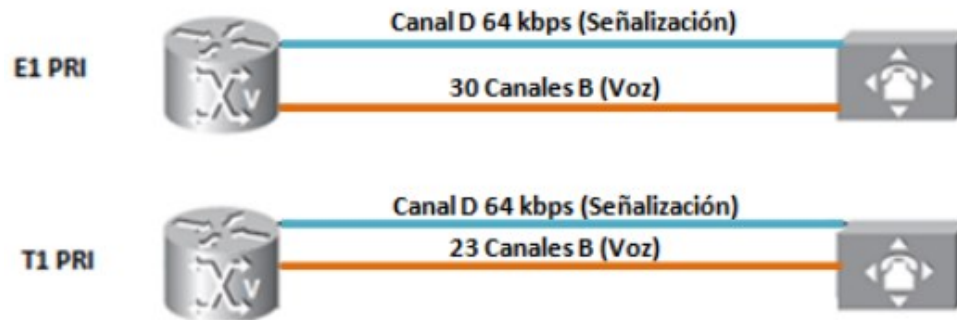 Canal D 64 kbps (Señalización)
E1 PRI
30 Canales B (Voz)
V
Canal D 64 kbps (Señalización)
T1 PRI
23 Canales B (Voz)
V